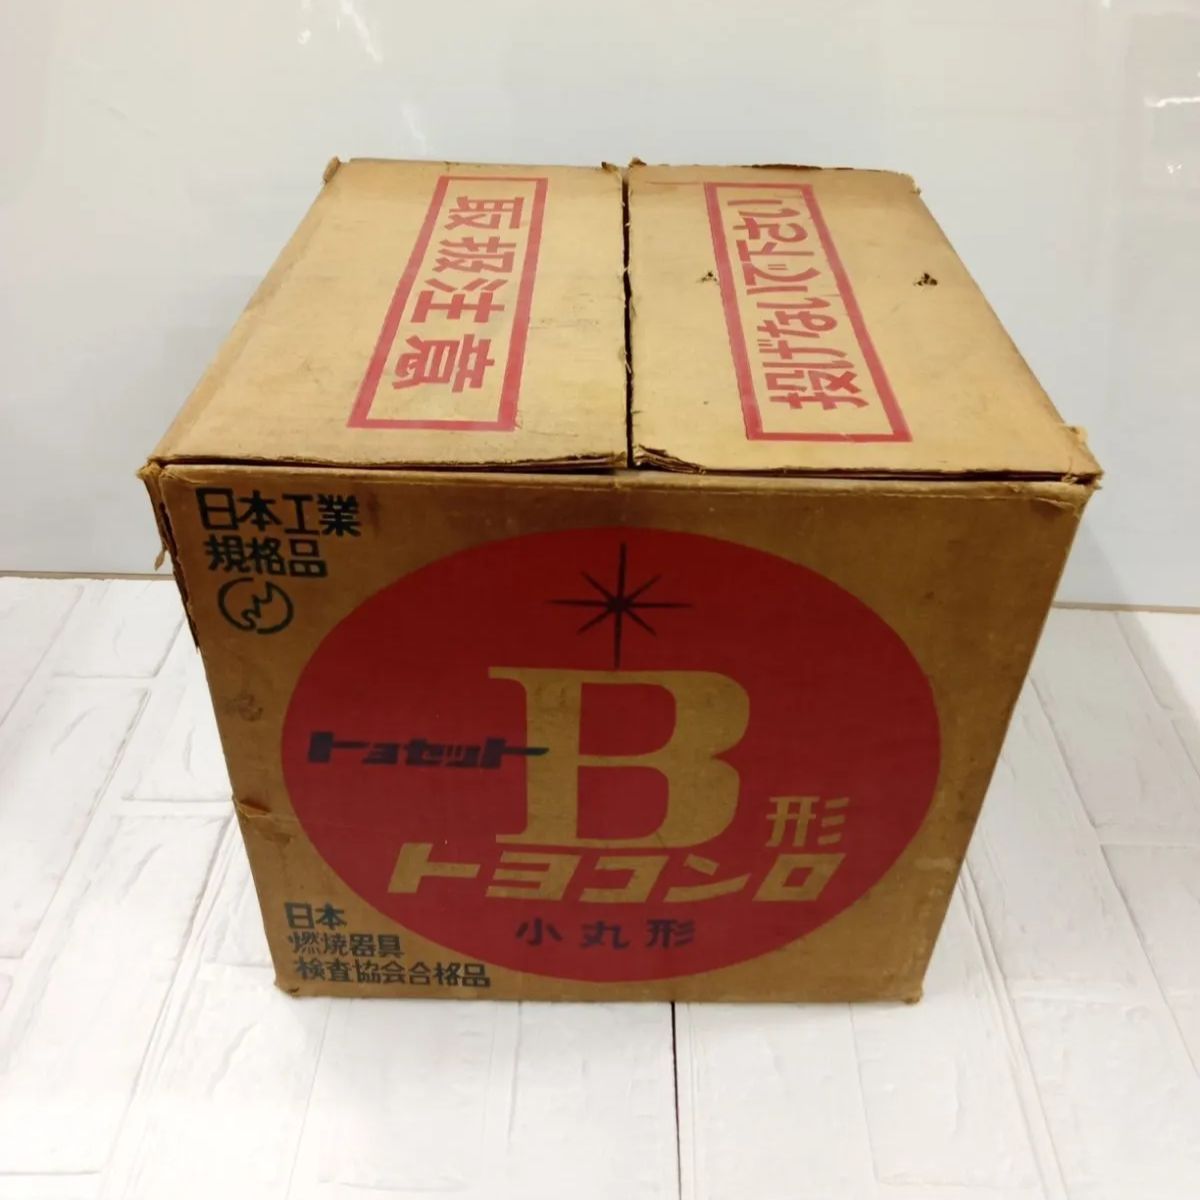 取扱注意
投げないで下さい
日本工業
規格品
トヨセット
B形
トヨコンロ
小丸形
日本
燃焼器具
検査協会合格品